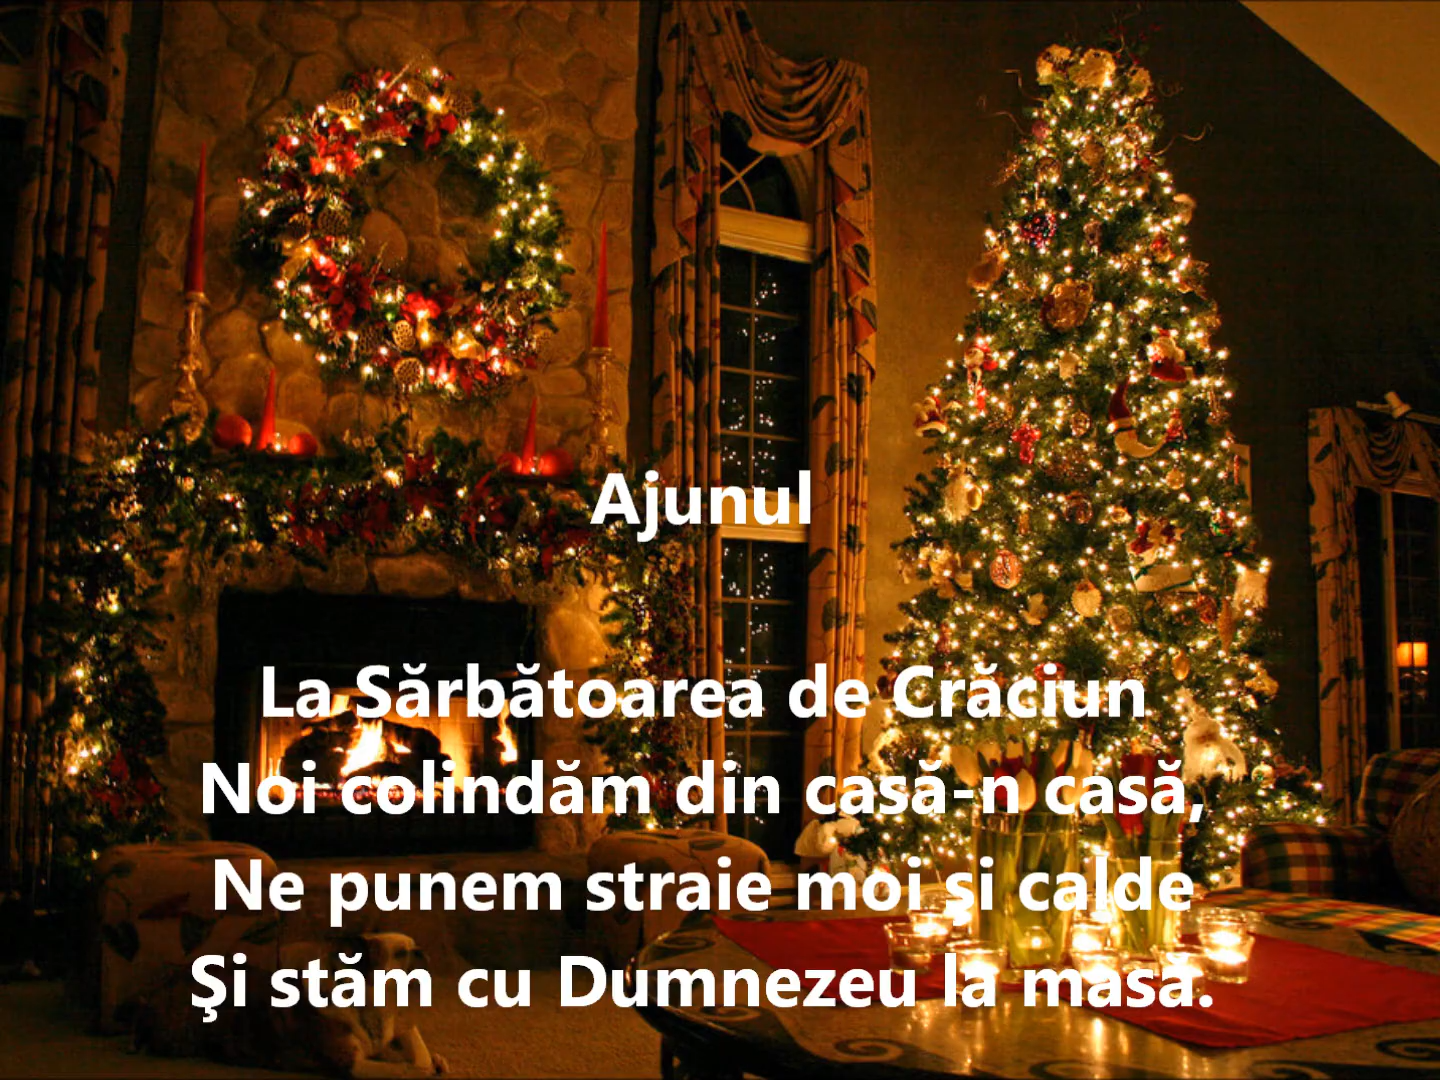 Ajunul
La Sărbătoarea de Crăciun
Noi colindăm din casă-n casă,
Ne punem straie moi şi calde
Şi stăm cu Dumnezeu la masă.